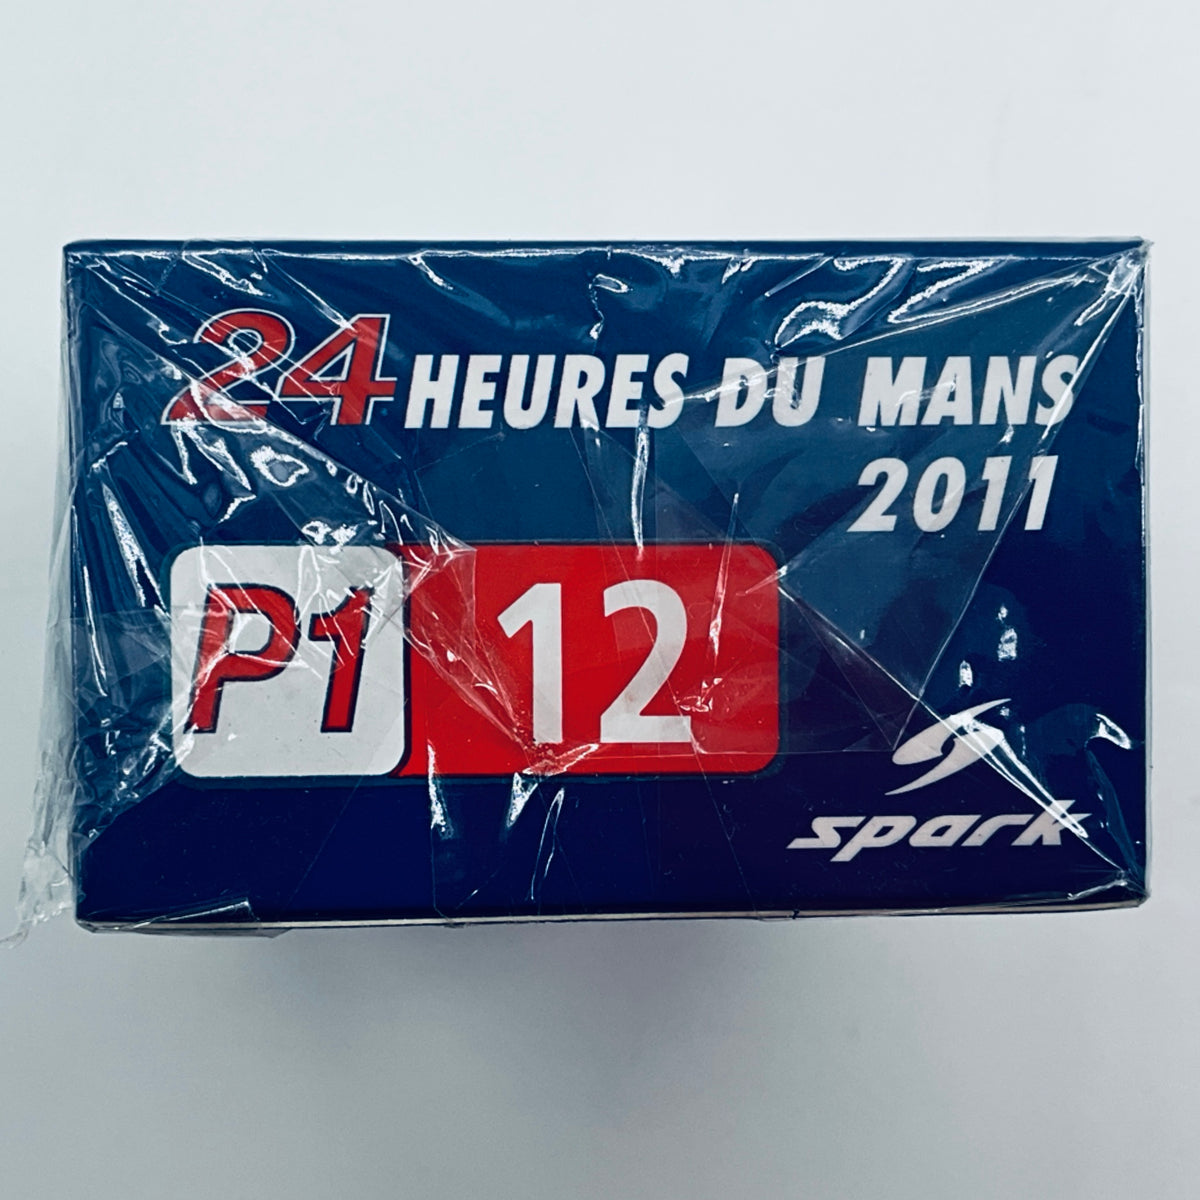 24 HEURES DU MANS
2011
P1 12
spark